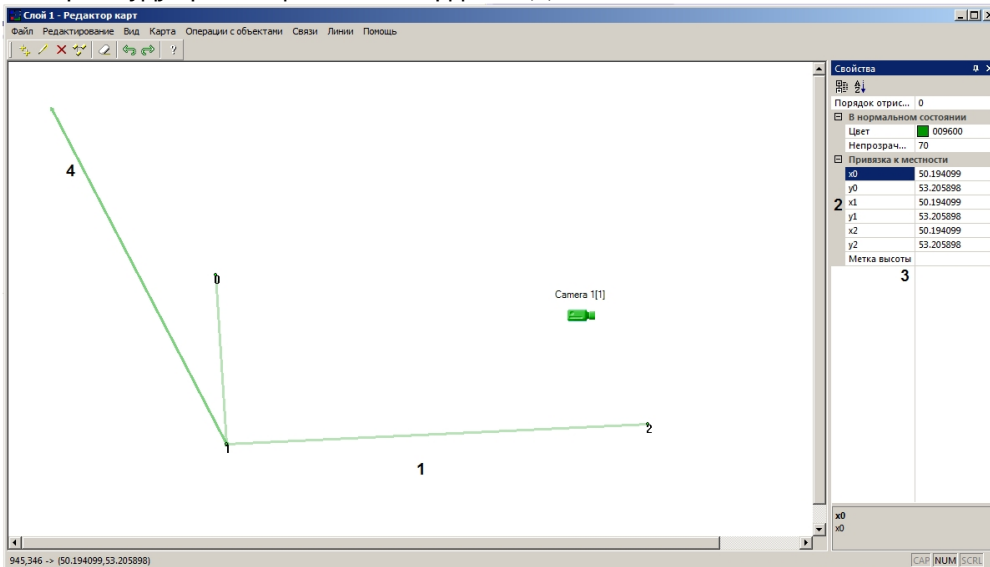 Слой 1 - Редактор карт
Файл Редактирование Вид Карта Операции с объектами Связи Линии Помощь
Свойства
Порядок отрис... 0
В нормальном состоянии
Цвет 009600
Непрозрач... 70
Привязка к местности
x0 50.194099
y0 53.205898
2 x1 50.194099
y1 53.205898
x2 50.194099
y2 53.205898
Метка высоты
3
4
0
Camera 1[1]
1
2
1
x0
x0
945,346 -> (50.194099,53.205898)
CAP NUM SCRL